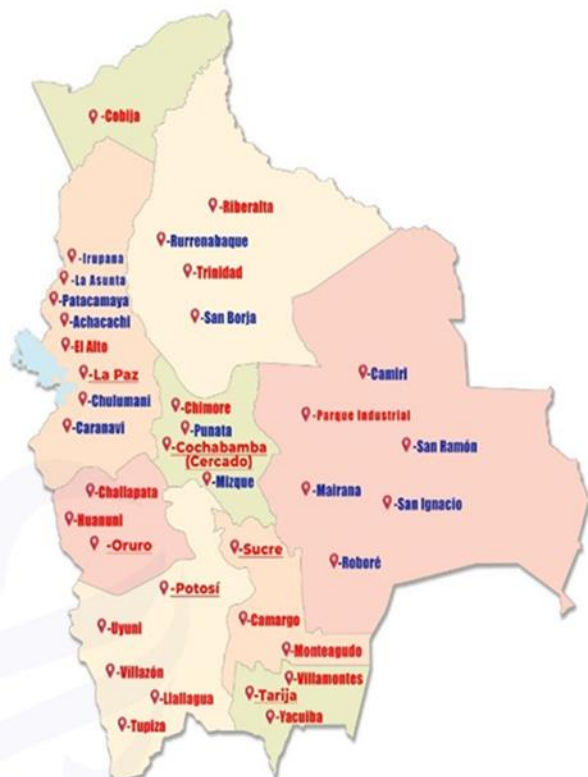 -Cobija
-Riberalta
-Rurrenabaque
-Trinidad
-San Borja
-Irupana
-La Asunta
-Patacamaya
-Achacachi
-El Alto
-La Paz
-Chulumani
-Caranavi
-Chimore
-Punata
-Cochabamba
(Cercado)
-Mizque
-Camiri
-Parque Industrial
-San Ramón
-Mairana
-San Ignacio
-Roboré
-Challapata
-Huanuni
-Oruro
-Sucre
-Potosí
-Camargo
-Uyuni
-Monteagudo
-Villazón
-Villamontes
-Llallagua
-Tarija
-Tupiza
-Yacuiba